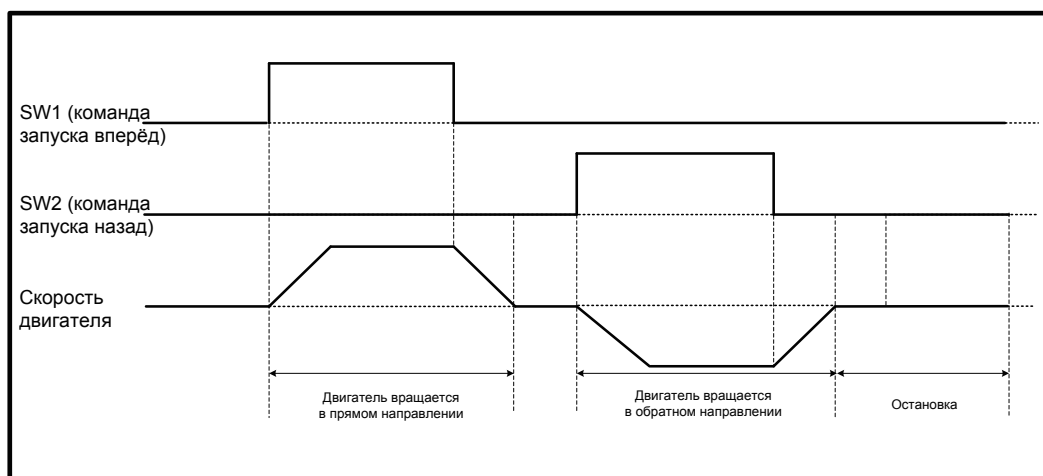 SW1 (команда
запуска вперёд)
SW2 (команда
запуска назад)
Скорость
двигателя
Двигатель вращается
в прямом направлении
Двигатель вращается
в обратном направлении
Остановка